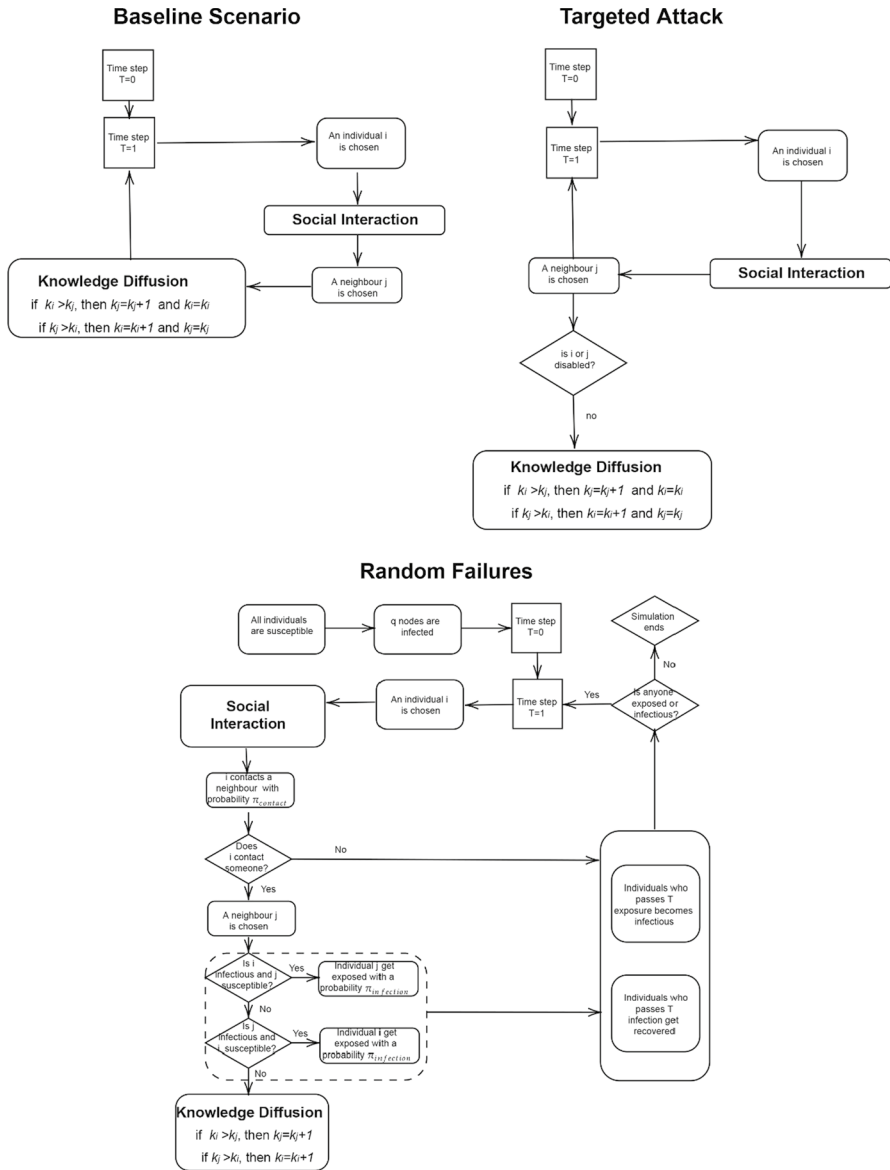 Baseline Scenario
Time step
T=0
Time step
T=1
An individual i
is chosen
Social Interaction
A neighbour j
is chosen
Knowledge Diffusion
if kᵢ >kⱼ, then kⱼ=kⱼ+1 and kᵢ=kᵢ
if kⱼ >kᵢ, then kᵢ=kᵢ+1 and kⱼ=kⱼ
Targeted Attack
Time step
T=0
Time step
T=1
An individual i
is chosen
Social Interaction
A neighbour j
is chosen
is i or j
disabled?
no
Knowledge Diffusion
if kᵢ >kⱼ, then kⱼ=kⱼ+1 and kᵢ=kᵢ
if kⱼ >kᵢ, then kᵢ=kᵢ+1 and kⱼ=kⱼ
Random Failures
All individuals
are susceptible
q nodes are
infected
Time step
T=0
Simulation
ends
No
Is anyone
exposed or
infectious?
Yes
Time step
T=1
An individual i
is chosen
Social
Interaction
i contacts a
neighbour with
probability π_contact
Does
i contact
someone?
No
Yes
A neighbour j
is chosen
Is i
infectious and j
susceptible?
Yes
Individual j get
exposed with a
probability π_infection
No
Is j
infectious and
i susceptible?
Yes
Individual i get
exposed with a
probability π_infection
No
Knowledge Diffusion
if kᵢ >kⱼ, then kⱼ=kⱼ+1
if kⱼ >kᵢ, then kᵢ=kᵢ+1
Individuals who
passes T
exposure becomes
infectious
Individuals who
passes T
infection get
recovered